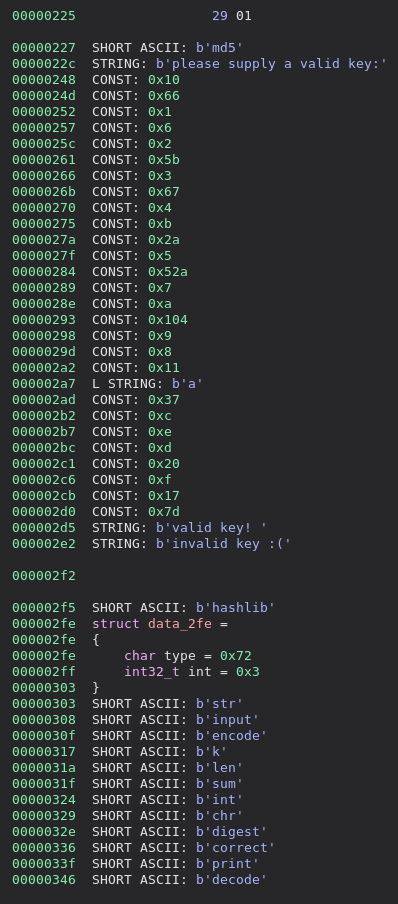 00000225 29 01
00000227 SHORT ASCII: b'md5'
0000022c STRING: b'please supply a valid key:'
00000248 CONST: 0x10
0000024d CONST: 0x66
00000252 CONST: 0x1
00000257 CONST: 0x6
0000025c CONST: 0x2
00000261 CONST: 0x5b
00000266 CONST: 0x3
0000026b CONST: 0x67
00000270 CONST: 0x4
00000275 CONST: 0xb
0000027a CONST: 0x2a
0000027f CONST: 0x5
00000284 CONST: 0x52a
00000289 CONST: 0x7
0000028e CONST: 0xa
00000293 CONST: 0x104
00000298 CONST: 0x9
0000029d CONST: 0x8
000002a2 CONST: 0x11
000002a7 L STRING: b'a'
000002ad CONST: 0x37
000002b2 CONST: 0xc
000002b7 CONST: 0xe
000002bc CONST: 0xd
000002c1 CONST: 0x20
000002c6 CONST: 0xf
000002cb CONST: 0x17
000002d0 CONST: 0x7d
000002d5 STRING: b'valid key! '
000002e2 STRING: b'invalid key :('
000002f2
000002f5 SHORT ASCII: b'hashlib'
000002fe struct data_2fe =
000002fe {
000002fe     char type = 0x72
000002ff     int32_t int = 0x3
00000303 }
00000303 SHORT ASCII: b'str'
00000308 SHORT ASCII: b'input'
0000030f SHORT ASCII: b'encode'
00000317 SHORT ASCII: b'k'
0000031a SHORT ASCII: b'len'
0000031f SHORT ASCII: b'sum'
00000324 SHORT ASCII: b'int'
00000329 SHORT ASCII: b'chr'
0000032e SHORT ASCII: b'digest'
00000336 SHORT ASCII: b'correct'
0000033f SHORT ASCII: b'print'
00000346 SHORT ASCII: b'decode'